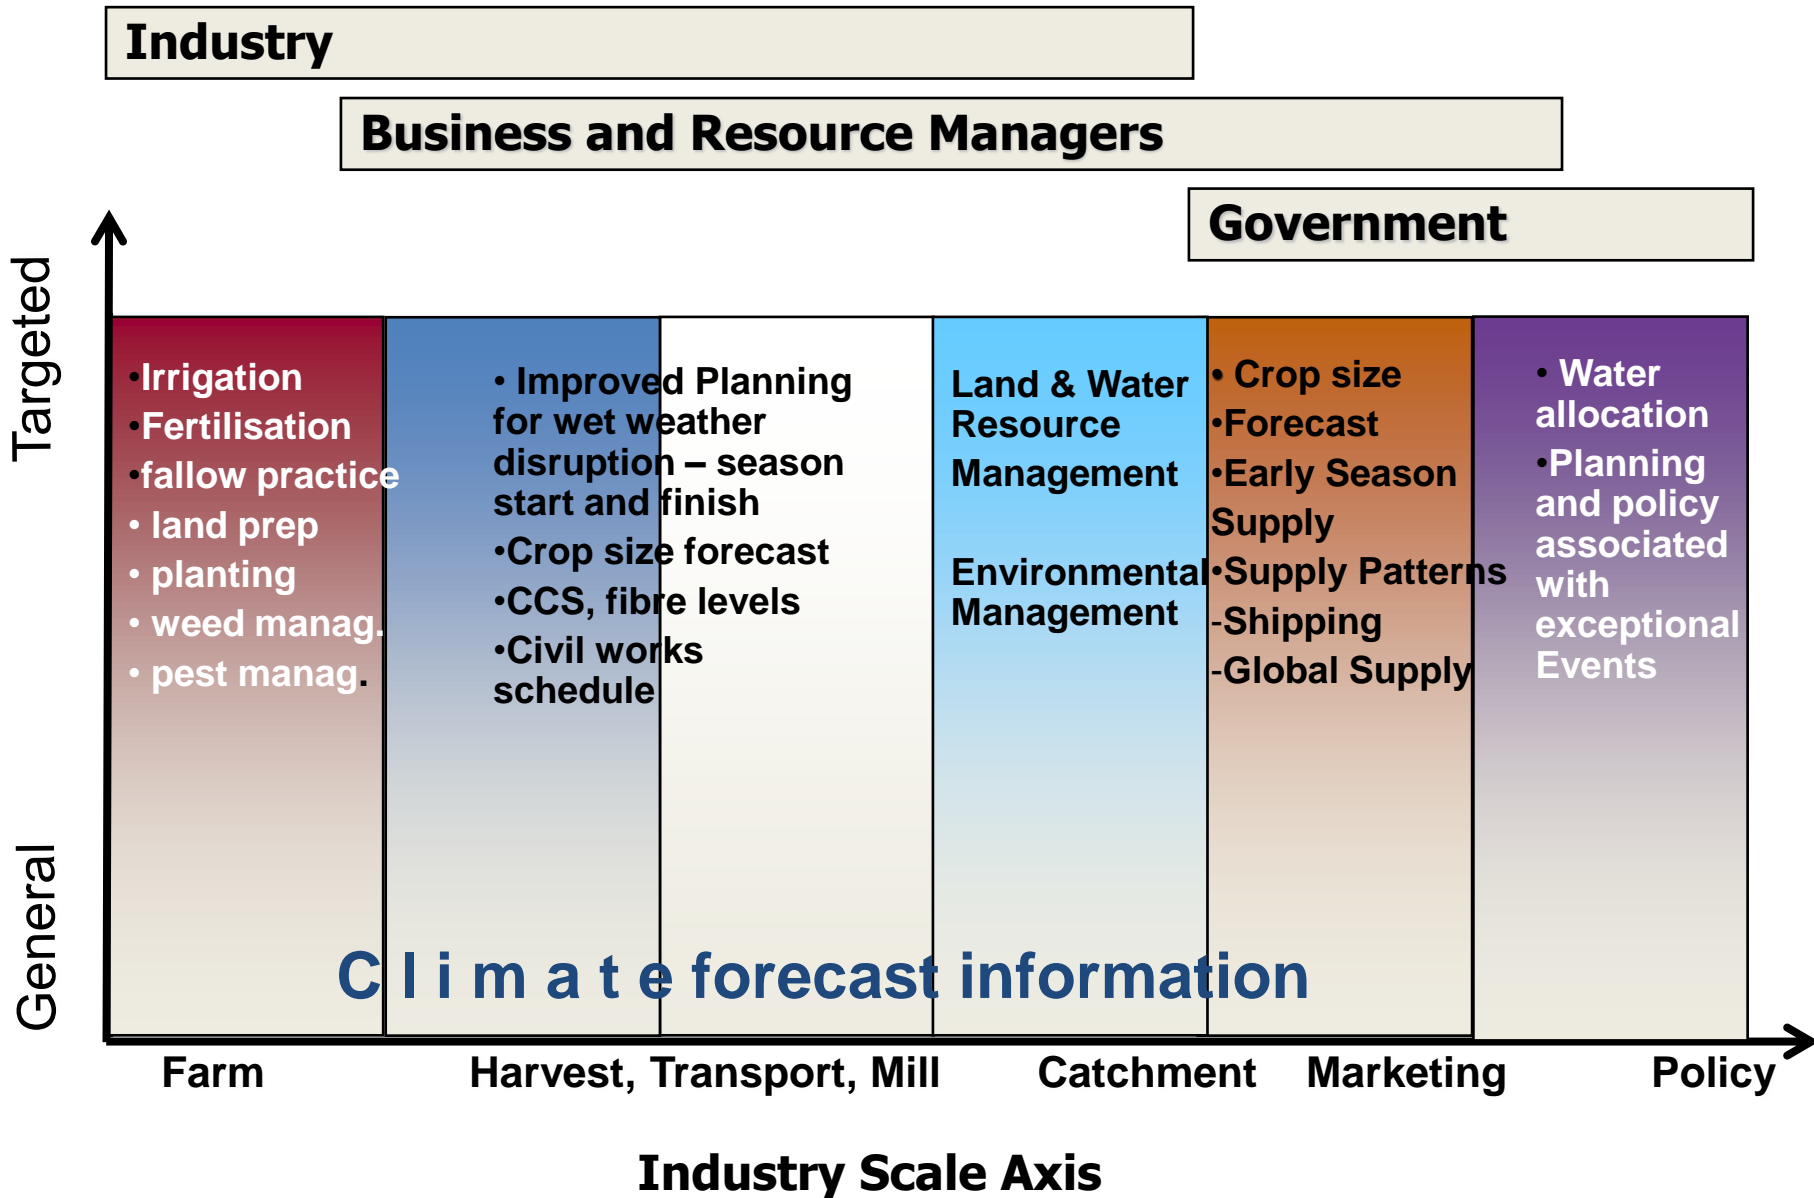 Industry
Business and Resource Managers
Government
Targeted
General
•Irrigation
•Fertilisation
•fallow practice
• land prep
• planting
• weed manag.
• pest manag.
• Improved Planning
for wet weather
disruption – season
start and finish
•Crop size forecast
•CCS, fibre levels
•Civil works
schedule
Land & Water
Resource
Management
Environmental
Management
• Crop size
•Forecast
•Early Season
Supply
•Supply Patterns
-Shipping
-Global Supply
• Water
allocation
•Planning
and policy
associated
with
exceptional
Events
C l i m a t e forecast information
Farm
Harvest, Transport, Mill
Catchment
Marketing
Policy
Industry Scale Axis